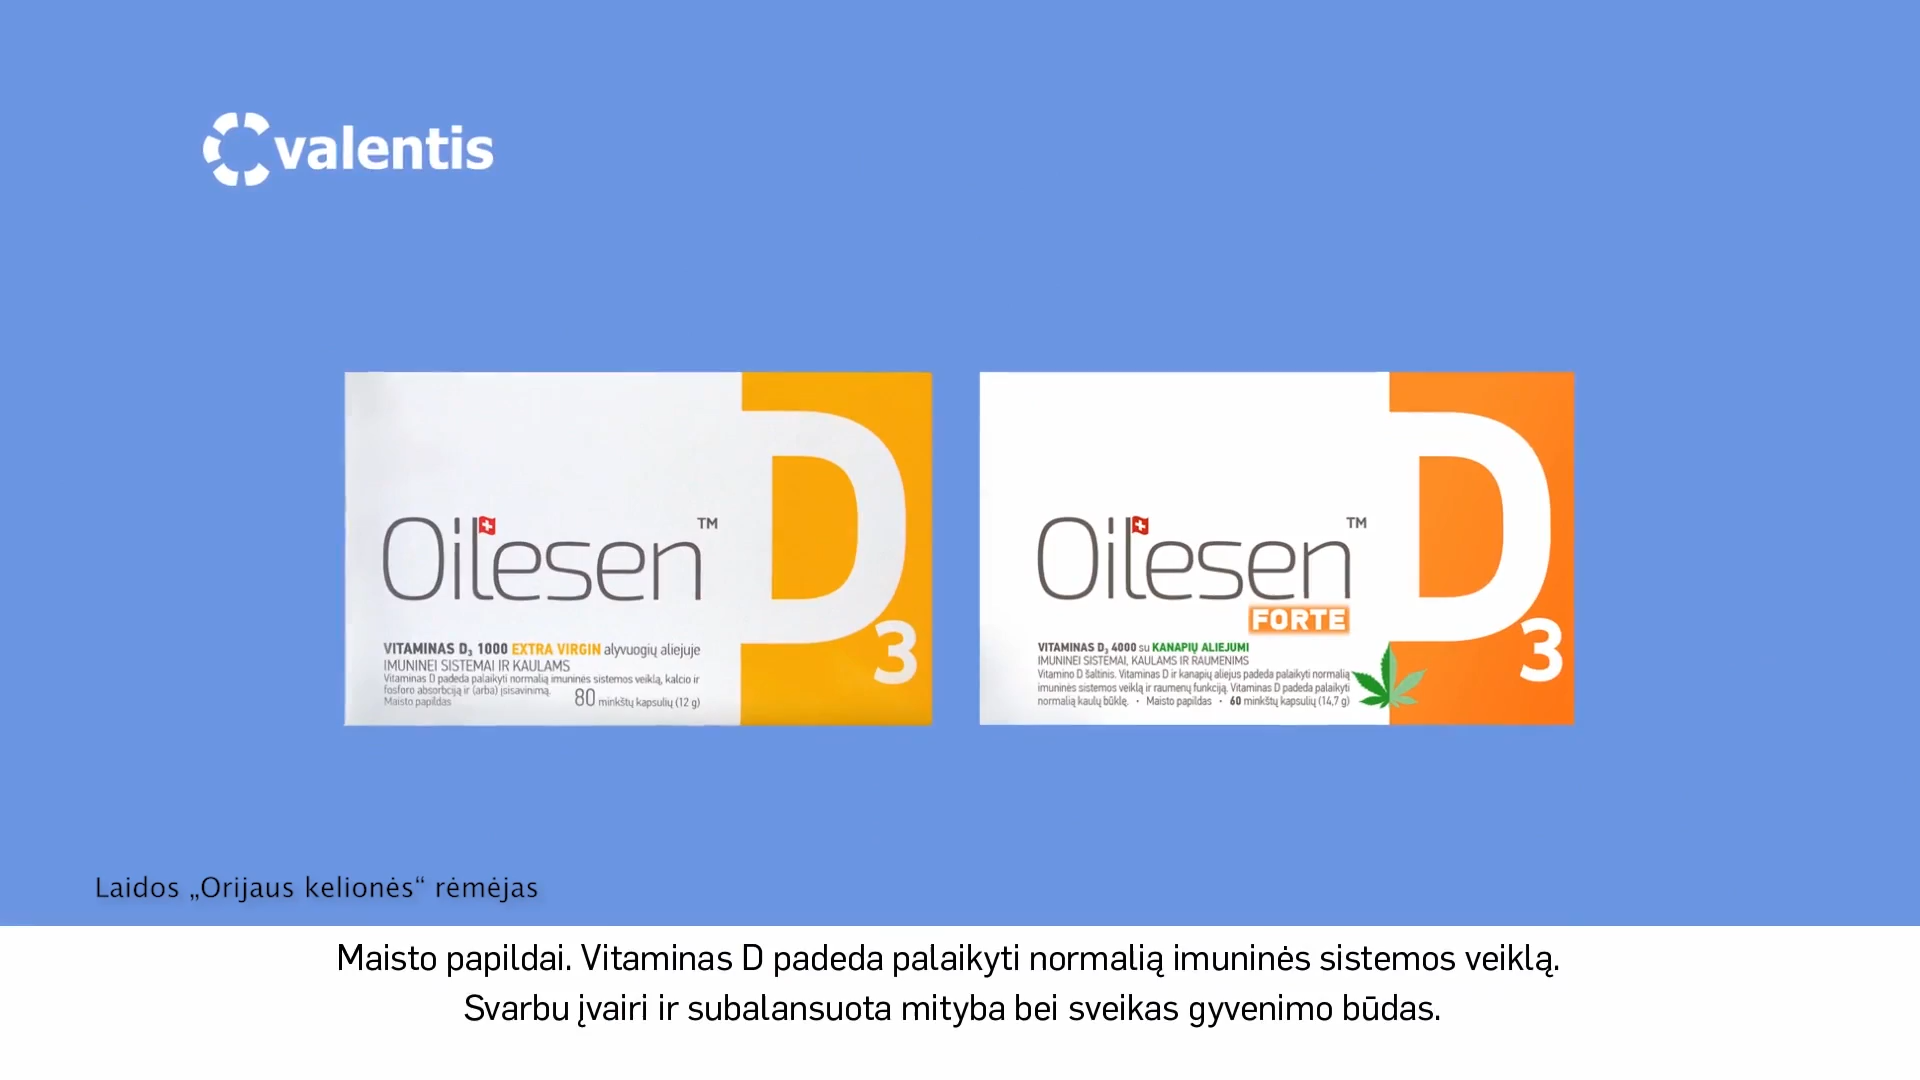 valentis
Oilesen™
D3
VITAMINAS D₃ 1000 EXTRA VIRGIN alyvuogių aliejuje
IMUNINEI SISTEMAI IR KAULAMS
Vitaminas D padeda palaikyti normalią imuninės sistemos veiklą, kalcio ir
fosforo absorbciją ir (arba) įsisavinimą.
Maisto papildas
80 minkštų kapsulių (12 g)
Oilesen™
FORTE
D3
VITAMINAS D₃ 4000 su KANAPIŲ ALIEJUMI
IMUNINEI SISTEMAI, KAULAMS IR RAUMENIMS
Vitamino D šaltinis. Vitaminas D ir kanapių aliejus padeda palaikyti normalią
imuninės sistemos veiklą ir raumenų funkciją. Vitaminas D padeda palaikyti
normalią kaulų būklę. • Maisto papildas • 60 minkštų kapsulių (14,7 g)
Laidos „Orijaus kelionės“ rėmėjas
Maisto papildai. Vitaminas D padeda palaikyti normalią imuninės sistemos veiklą.
Svarbu įvairi ir subalansuota mityba bei sveikas gyvenimo būdas.